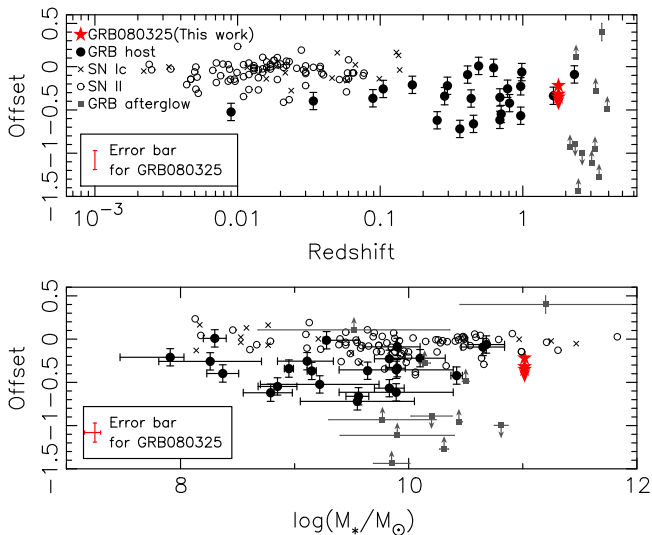 0.5
0
−0.5
−1
−1.5
Offset
★GRB080325(This work)
● GRB host
× SN Ic
○ SN II
■ GRB afterglow
Error bar
for GRB080325
10⁻³
0.01
0.1
1
Redshift
0.5
0
−0.5
−1
−1.5
Offset
Error bar
for GRB080325
8
10
12
log(M*/M⊙)